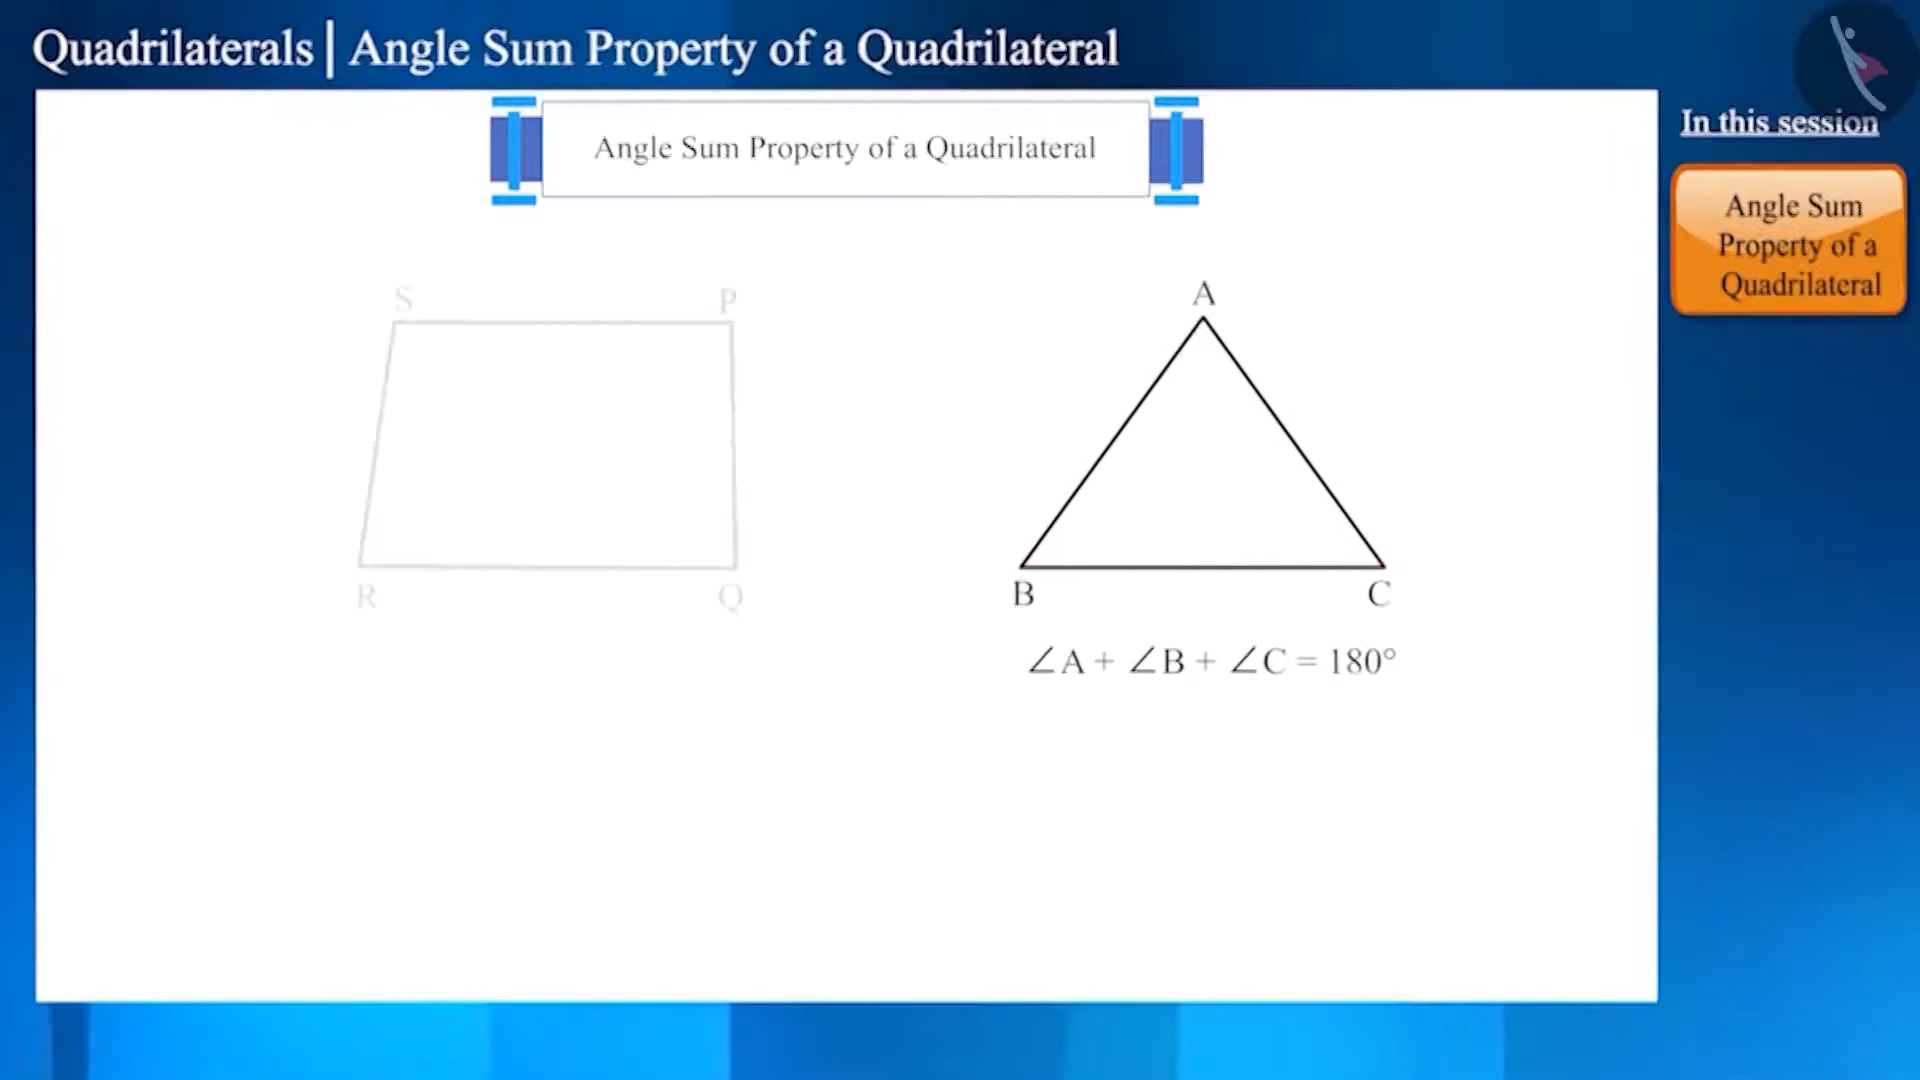 Quadrilaterals | Angle Sum Property of a Quadrilateral
In this session
Angle Sum Property of a Quadrilateral
Angle Sum
Property of a
Quadrilateral
S P
R Q
A
B C
∠A + ∠B + ∠C = 180°